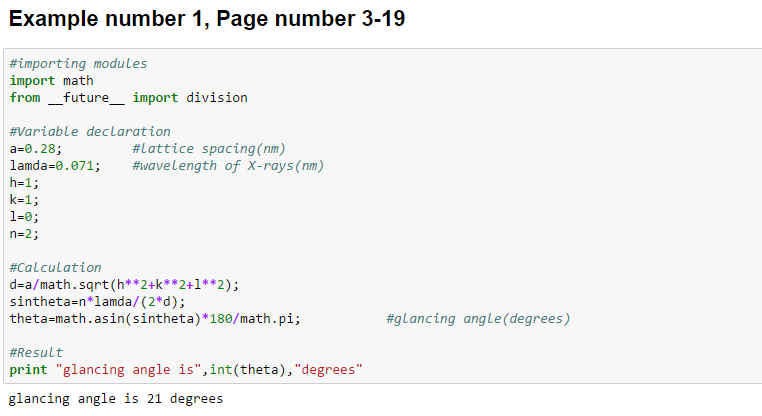 Example number 1, Page number 3-19
#importing modules
import math
from __future__ import division
#Variable declaration
a=0.28; #lattice spacing(nm)
lamda=0.071; #wavelength of X-rays(nm)
h=1;
k=1;
l=0;
n=2;
#Calculation
d=a/math.sqrt(h**2+k**2+l**2);
sintheta=n*lamda/(2*d);
theta=math.asin(sintheta)*180/math.pi; #glancing angle(degrees)
#Result
print "glancing angle is",int(theta),"degrees"
glancing angle is 21 degrees